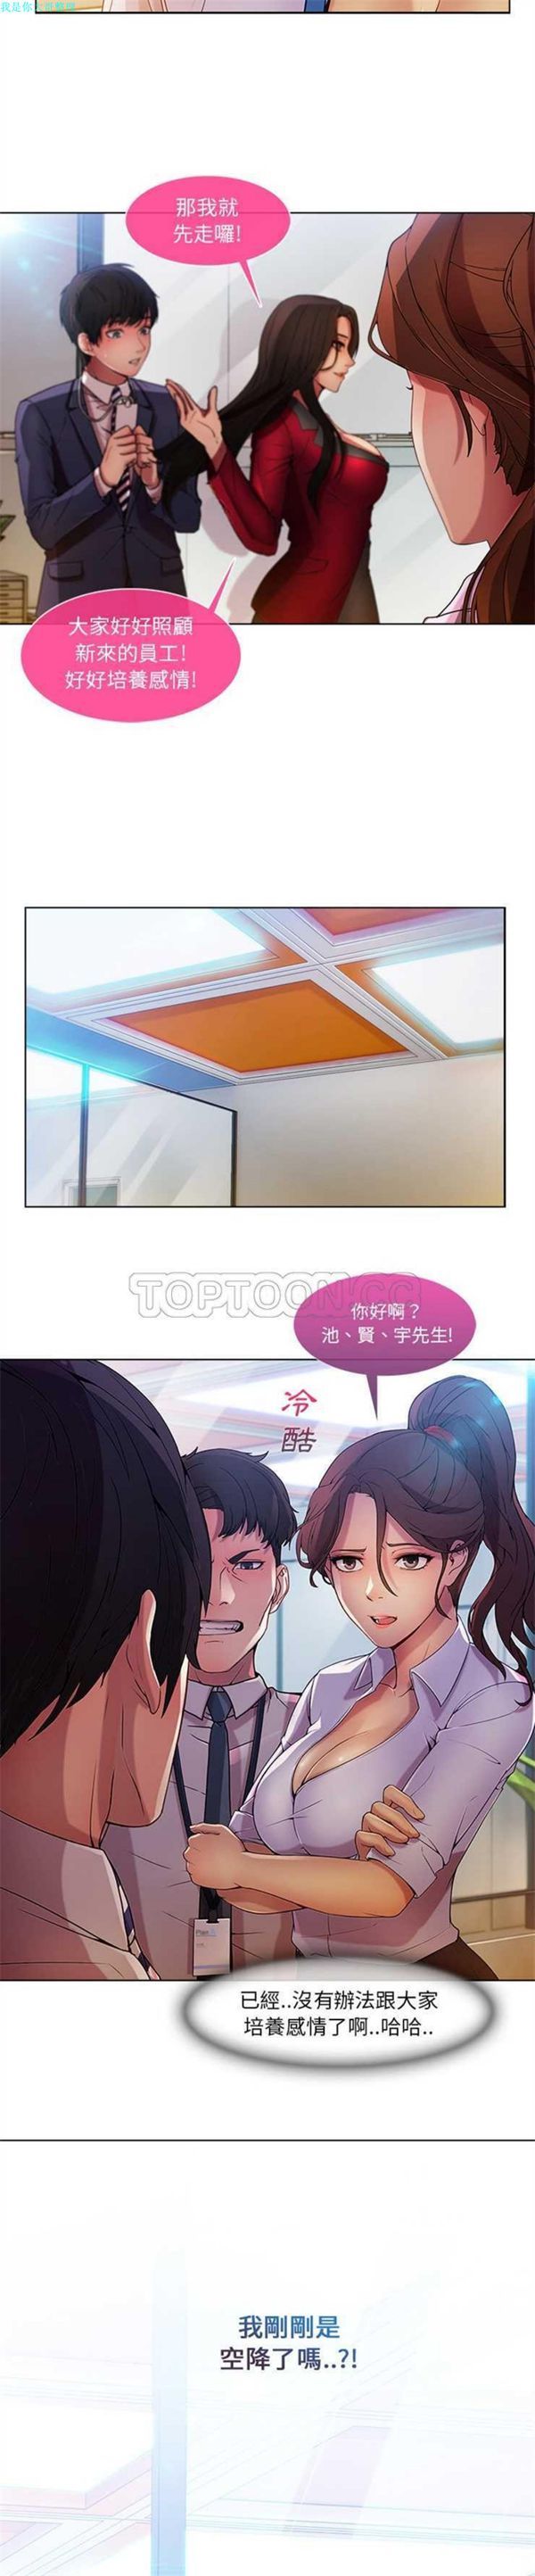 那我就
先走囉!
大家好好照顧
新來的員工!
好好培養感情!
TOPTOON.CC
你好啊?
池、賢、宇先生!
冷
酷
已經..沒有辦法跟大家
培養感情了啊..哈哈..
我剛剛是
空降了嗎..?!